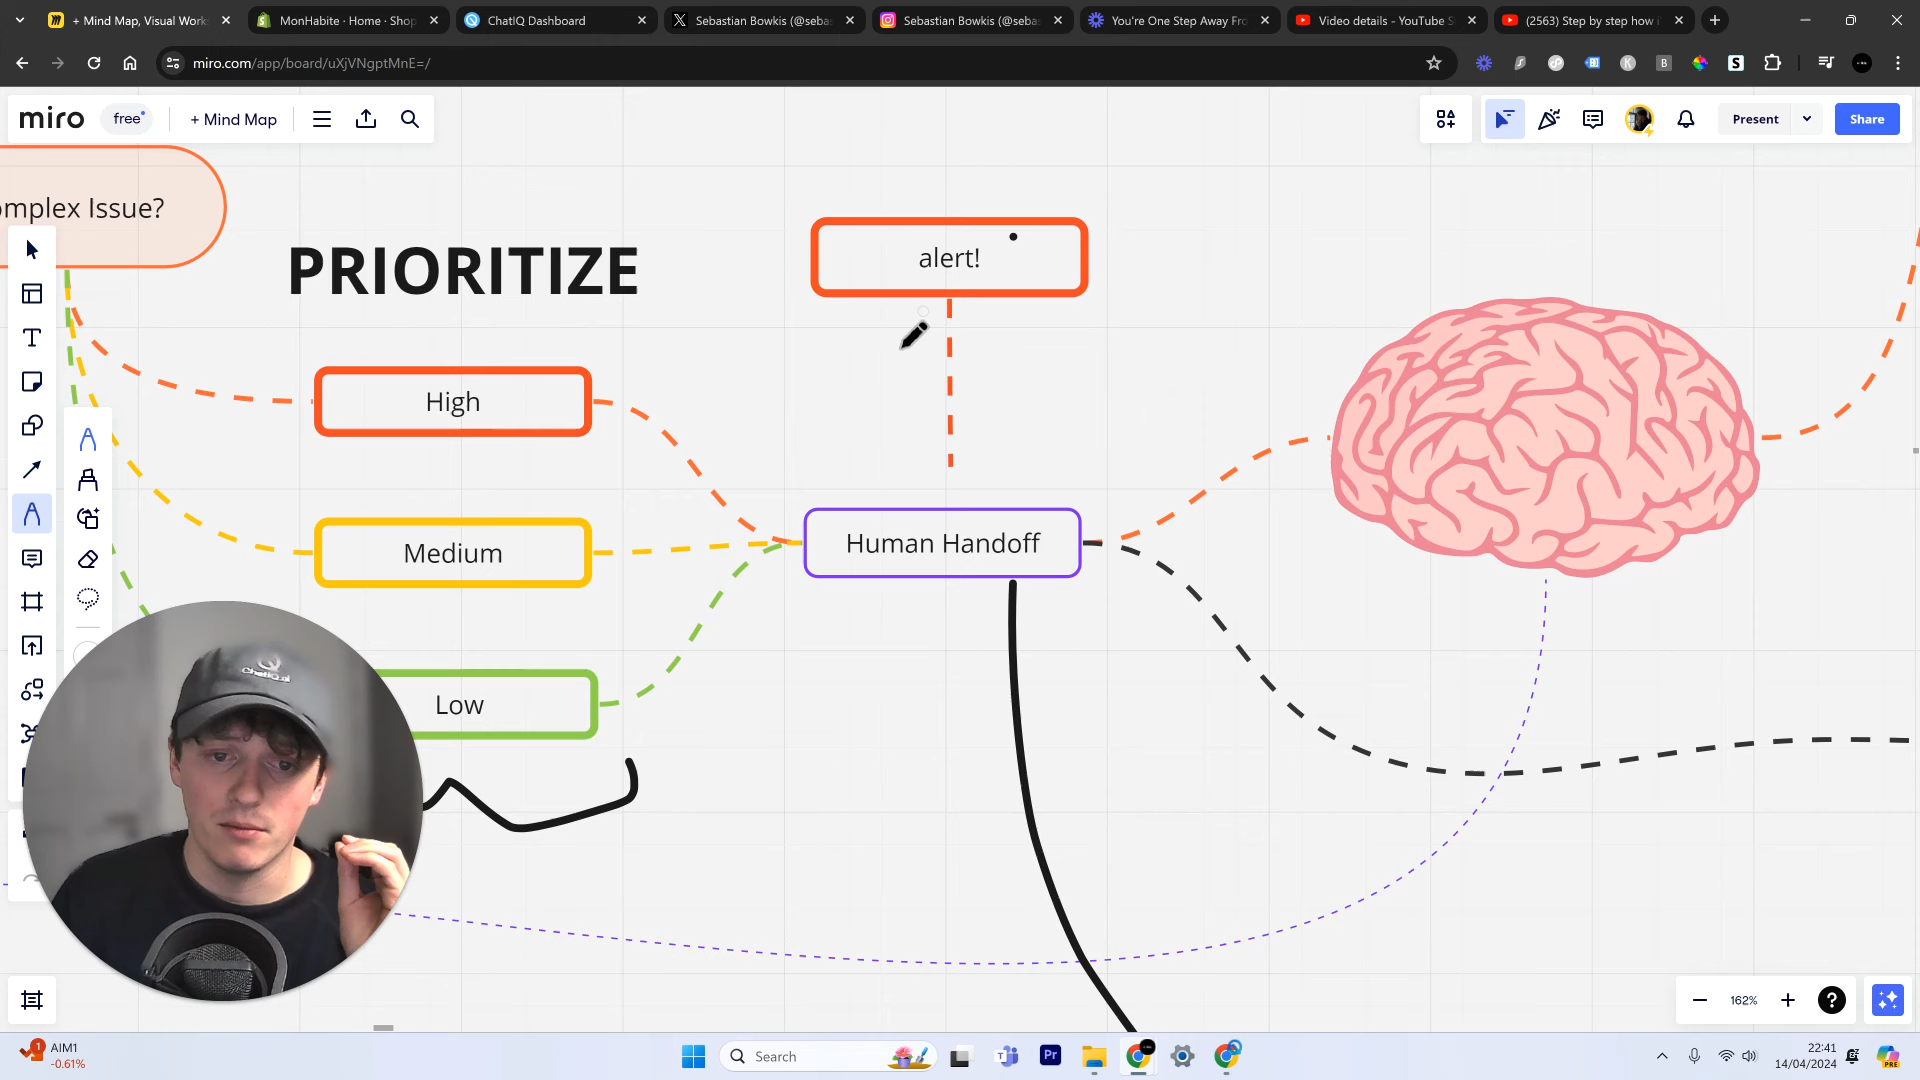 + Mind Map, Visual Work
MonHabite · Home · Shop
ChatIQ Dashboard
Sebastian Bowkis (@seba
Sebastian Bowkis (@seba
You're One Step Away Fro
Video details - YouTube S
(2563) Step by step how i
miro.com/app/board/uXjVNgptMnE=/
miro
free
+ Mind Map
Present
Share
omplex Issue?
PRIORITIZE
alert!
High
Medium
Human Handoff
Low
ChatIQ.ai
162%
AIM1
-0.61%
Search
22:41
14/04/2024